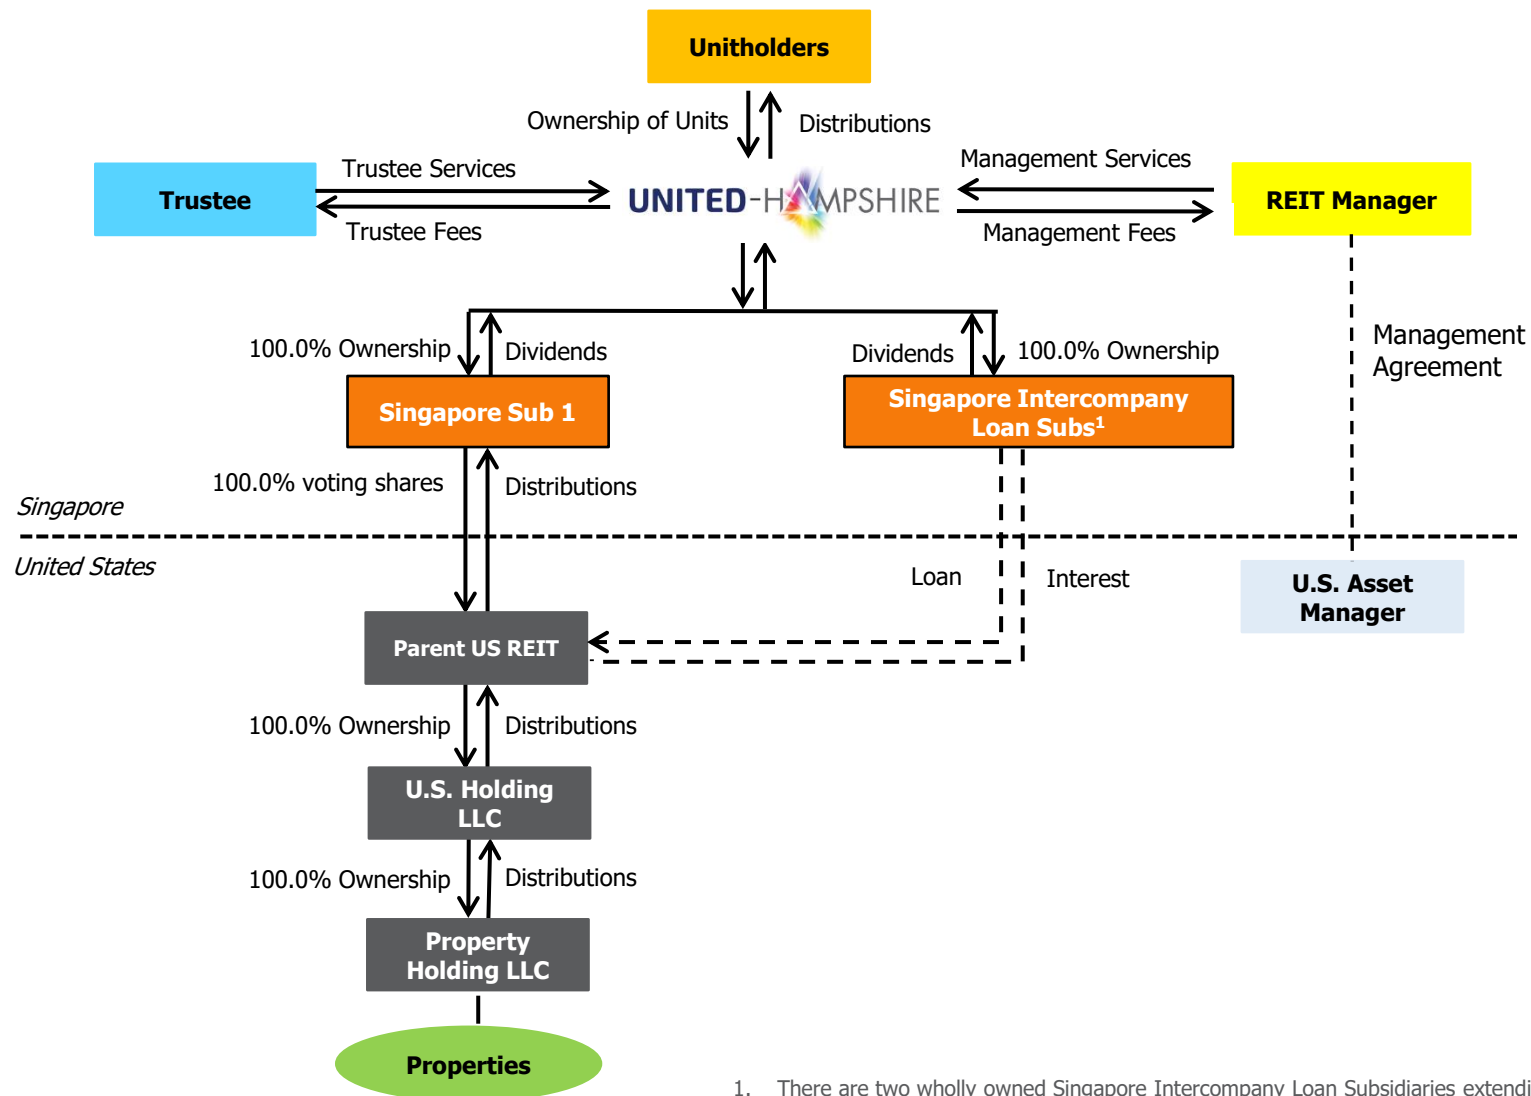 Unitholders
Ownership of Units
Distributions
Trustee
Trustee Services
Trustee Fees
UNITED-HAMPSHIRE
Management Services
Management Fees
REIT Manager
100.0% Ownership
Dividends
Dividends
100.0% Ownership
Management
Agreement
Singapore Sub 1
Singapore Intercompany
Loan Subs¹
100.0% voting shares
Distributions
Singapore
United States
Loan
Interest
U.S. Asset
Manager
Parent US REIT
100.0% Ownership
Distributions
U.S. Holding
LLC
100.0% Ownership
Distributions
Property
Holding LLC
Properties
1. There are two wholly owned Singapore Intercompany Loan Subsidiaries extendi